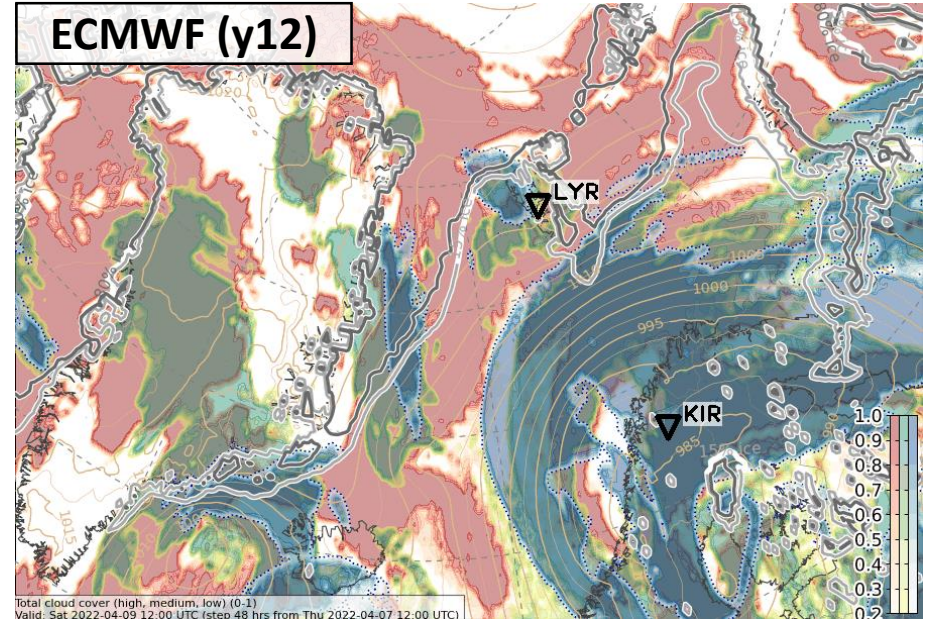 ECMWF (y12)
1020
LYR
1000
995
KIR
985
15% ice
1015
1.0
0.9
0.8
0.7
0.6
0.5
0.4
0.3
0.2
Total cloud cover (high, medium, low) (0-1)
Valid: Sat 2022-04-09 12:00 UTC (step 48 hrs from Thu 2022-04-07 12:00 UTC)